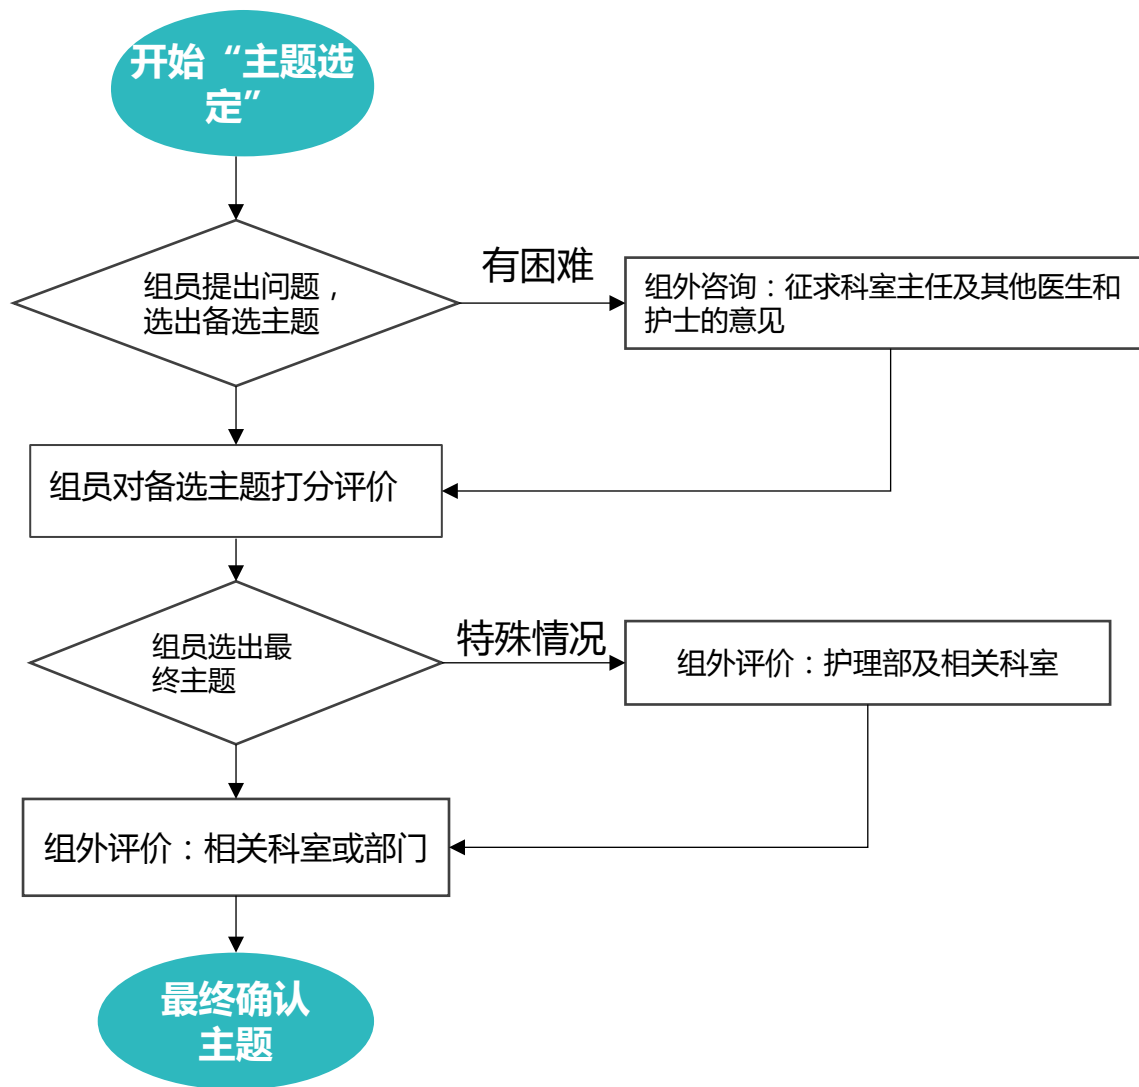 开始“主题选
定”
组员提出问题，
选出备选主题
有困难
组外咨询：征求科室主任及其他医生和
护士的意见
组员对备选主题打分评价
组员选出最
终主题
特殊情况
组外评价：护理部及相关科室
组外评价：相关科室或部门
最终确认
主题